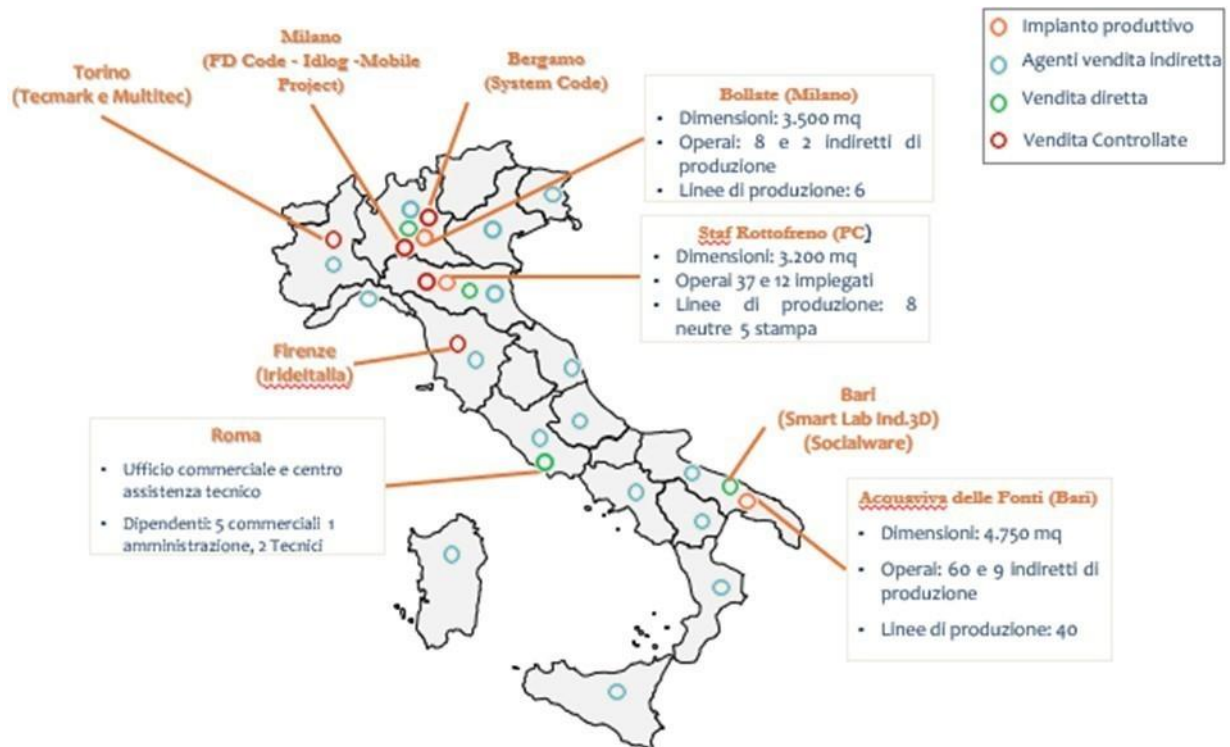 Milano
(FD Code - Idlog -Mobile
Project)
Bergamo
(System Code)
Torino
(Tecmark e Multitec)
Impianto produttivo
Agenti vendita indiretta
Vendita diretta
Vendita Controllate
Bollate (Milano)
• Dimensioni: 3.500 mq
• Operai: 8 e 2 indiretti di
produzione
• Linee di produzione: 6
Staf Rottofreno (PC)
• Dimensioni: 3.200 mq
• Operai 37 e 12 impiegati
• Linee di produzione: 8
neutre 5 stampa
Firenze
(Irideitalia)
Roma
• Ufficio commerciale e centro
assistenza tecnico
• Dipendenti: 5 commerciali 1
amministrazione, 2 Tecnici
Bari
(Smart Lab Ind.3D)
(Socialware)
Acquaviva delle Fonti (Bari)
• Dimensioni: 4.750 mq
• Operai: 60 e 9 indiretti di
produzione
• Linee di produzione: 40